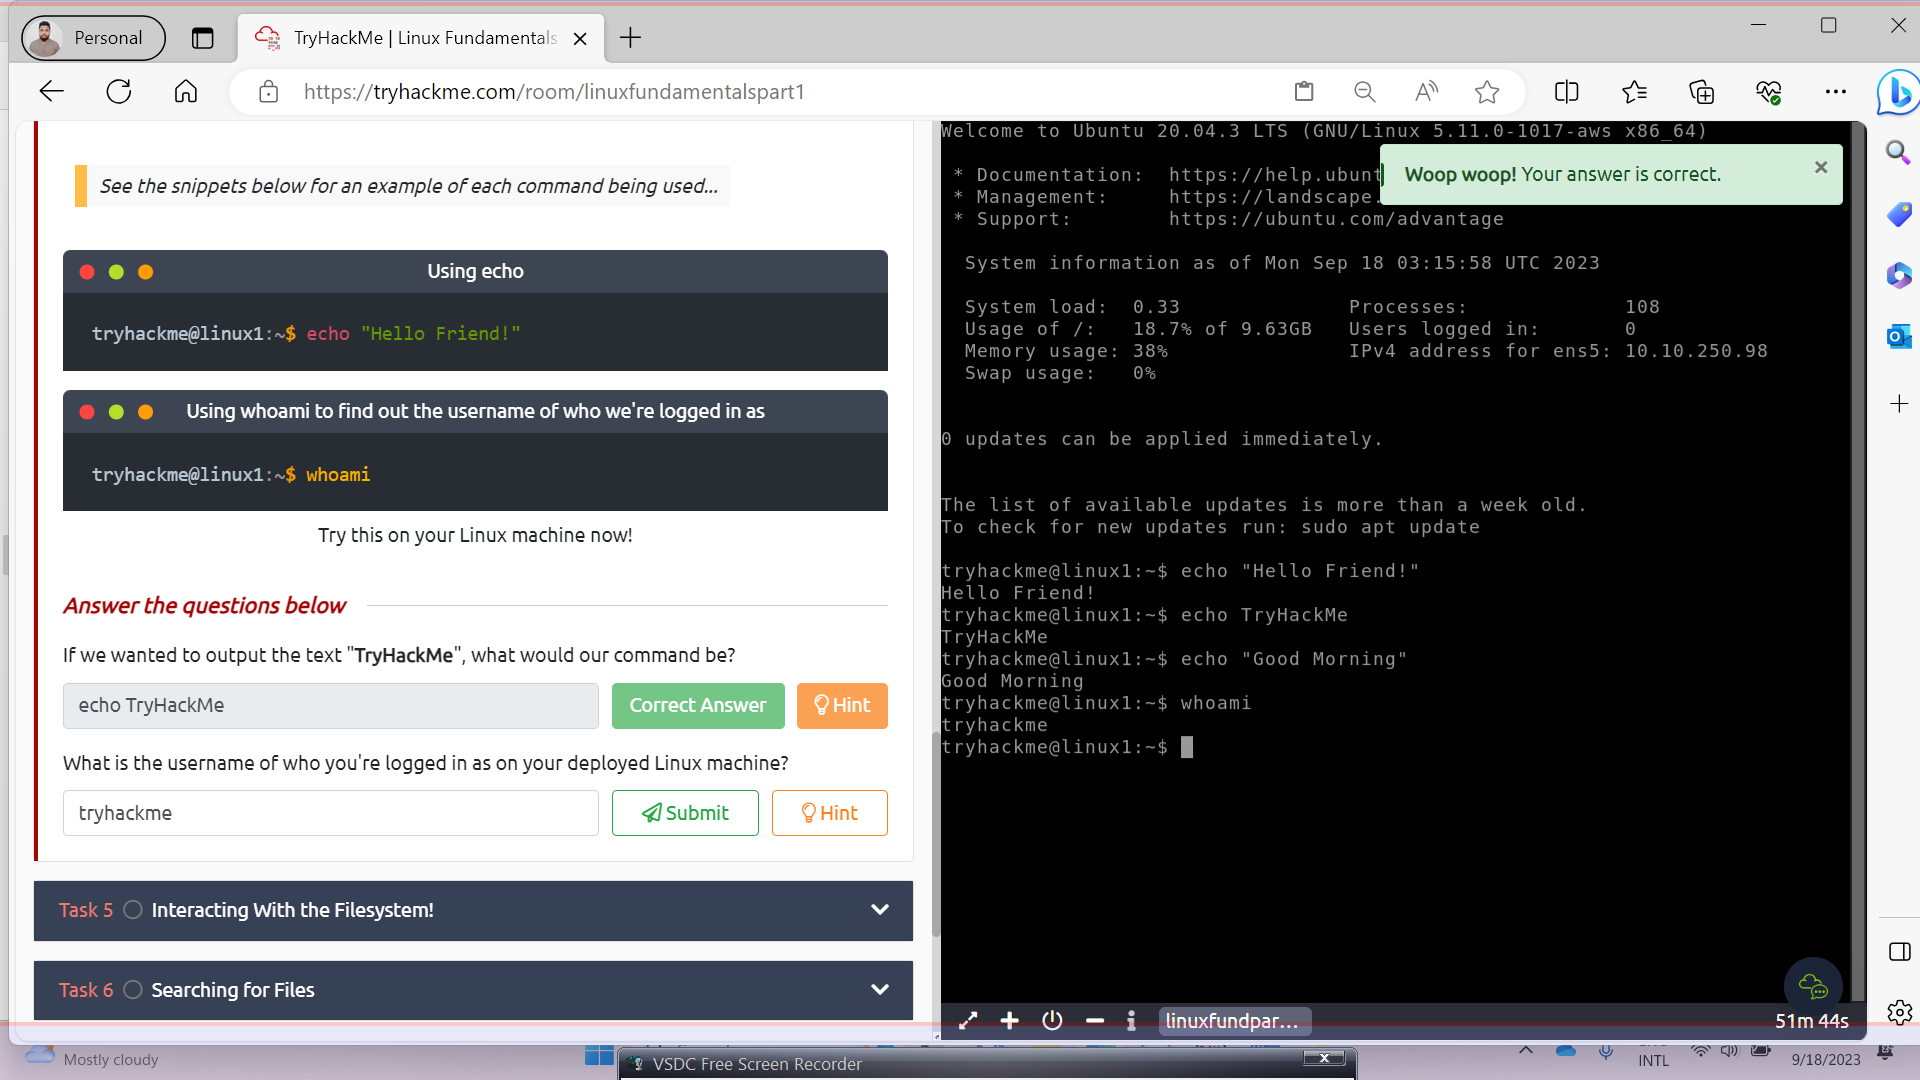 Personal
TryHackMe | Linux Fundamentals
https://tryhackme.com/room/linuxfundamentalspart1
See the snippets below for an example of each command being used...
Using echo
tryhackme@linux1:~$ echo "Hello Friend!"
Using whoami to find out the username of who we're logged in as
tryhackme@linux1:~$ whoami
Try this on your Linux machine now!
Answer the questions below
If we wanted to output the text "TryHackMe", what would our command be?
echo TryHackMe
Correct Answer
Hint
What is the username of who you're logged in as on your deployed Linux machine?
tryhackme
Submit
Hint
Task 5 Interacting With the Filesystem!
Task 6 Searching for Files
Welcome to Ubuntu 20.04.3 LTS (GNU/Linux 5.11.0-1017-aws x86_64)
Woop woop! Your answer is correct.
×
* Documentation: https://help.ubunt
* Management: https://landscape.
* Support: https://ubuntu.com/advantage
System information as of Mon Sep 18 03:15:58 UTC 2023
System load: 0.33 Processes: 108
Usage of /: 18.7% of 9.63GB Users logged in: 0
Memory usage: 38% IPv4 address for ens5: 10.10.250.98
Swap usage: 0%
0 updates can be applied immediately.
The list of available updates is more than a week old.
To check for new updates run: sudo apt update
tryhackme@linux1:~$ echo "Hello Friend!"
Hello Friend!
tryhackme@linux1:~$ echo TryHackMe
TryHackMe
tryhackme@linux1:~$ echo "Good Morning"
Good Morning
tryhackme@linux1:~$ whoami
tryhackme
tryhackme@linux1:~$
linuxfundpar...
51m 44s
Mostly cloudy
VSDC Free Screen Recorder
INTL
9/18/2023